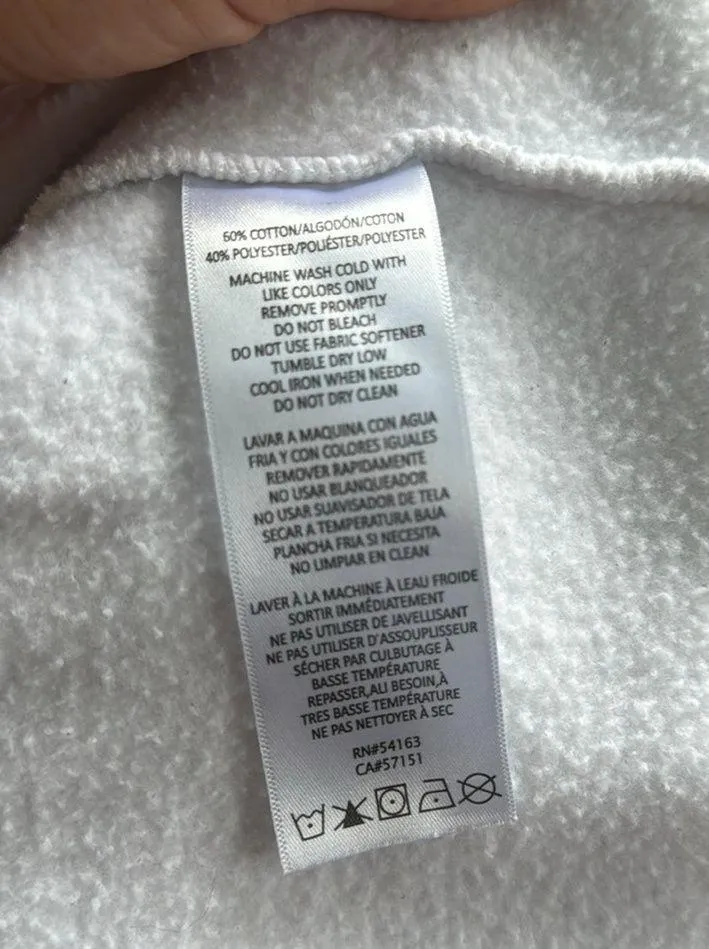 60% COTTON/ALGODÓN/COTON
40% POLYESTER/POLIÉSTER/POLYESTER
MACHINE WASH COLD WITH
LIKE COLORS ONLY
REMOVE PROMPTLY
DO NOT BLEACH
DO NOT USE FABRIC SOFTENER
TUMBLE DRY LOW
COOL IRON WHEN NEEDED
DO NOT DRY CLEAN
LAVAR A MAQUINA CON AGUA
FRIA Y CON COLORES IGUALES
REMOVER RAPIDAMENTE
NO USAR BLANQUEADOR
NO USAR SUAVISADOR DE TELA
SECAR A TEMPERATURA BAJA
PLANCHA FRIA SI NECESITA
NO LIMPIAR EN CLEAN
LAVER À LA MACHINE À LEAU FROIDE
SORTIR IMMÉDIATEMENT
NE PAS UTILISER DE JAVELLISANT
NE PAS UTILISER D'ASSOUPLISSEUR
SÉCHER PAR CULBUTAGE À
BASSE TEMPÉRATURE
REPASSER,ALI BESOIN,À
TRES BASSE TEMPÉRATURE
NE PAS NETTOYER À SEC
RN#54163
CA#57151